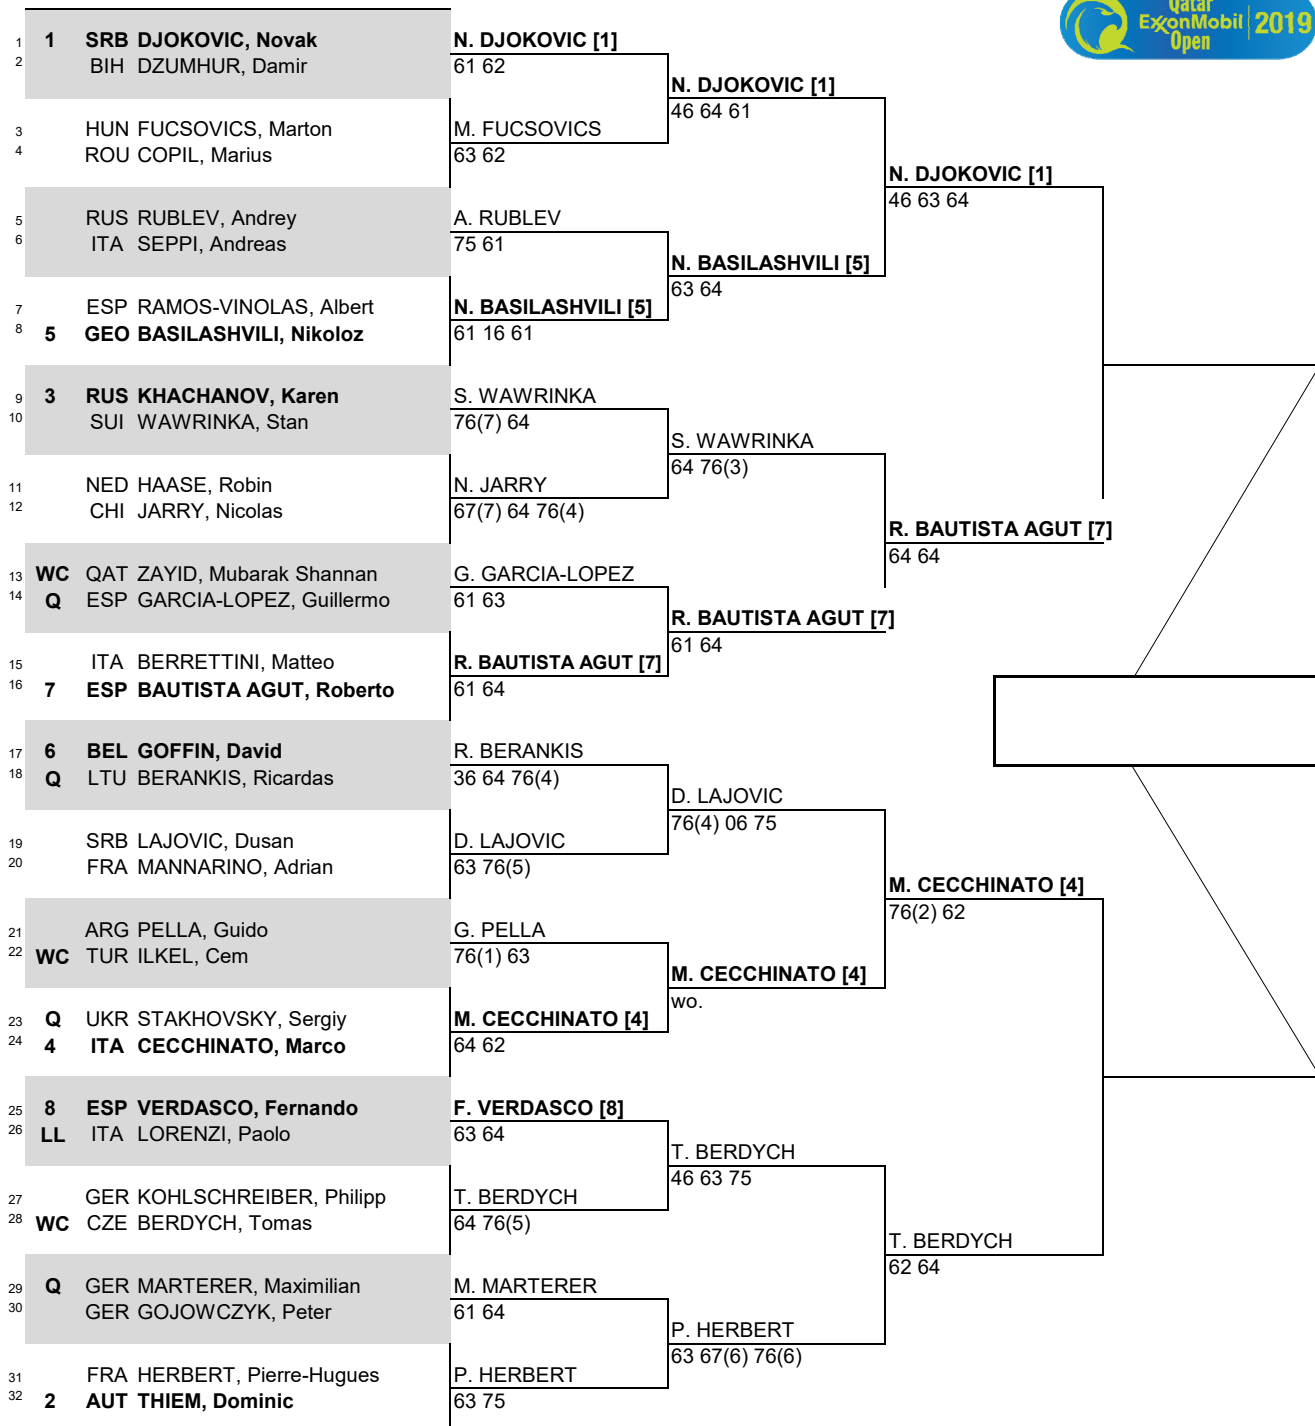 Qatar
ExxonMobil
Open
2019
1 1 SRB DJOKOVIC, Novak
2 BIH DZUMHUR, Damir
3 HUN FUCSOVICS, Marton
4 ROU COPIL, Marius
5 RUS RUBLEV, Andrey
6 ITA SEPPI, Andreas
7 ESP RAMOS-VINOLAS, Albert
8 5 GEO BASILASHVILI, Nikoloz
9 3 RUS KHACHANOV, Karen
10 SUI WAWRINKA, Stan
11 NED HAASE, Robin
12 CHI JARRY, Nicolas
13 WC QAT ZAYID, Mubarak Shannan
14 Q ESP GARCIA-LOPEZ, Guillermo
15 ITA BERRETTINI, Matteo
16 7 ESP BAUTISTA AGUT, Roberto
17 6 BEL GOFFIN, David
18 Q LTU BERANKIS, Ricardas
19 SRB LAJOVIC, Dusan
20 FRA MANNARINO, Adrian
21 ARG PELLA, Guido
22 WC TUR ILKEL, Cem
23 Q UKR STAKHOVSKY, Sergiy
24 4 ITA CECCHINATO, Marco
25 8 ESP VERDASCO, Fernando
26 LL ITA LORENZI, Paolo
27 GER KOHLSCHREIBER, Philipp
28 WC CZE BERDYCH, Tomas
29 Q GER MARTERER, Maximilian
30 GER GOJOWCZYK, Peter
31 FRA HERBERT, Pierre-Hugues
32 2 AUT THIEM, Dominic
N. DJOKOVIC [1]
61 62
M. FUCSOVICS
63 62
A. RUBLEV
75 61
N. BASILASHVILI [5]
61 16 61
S. WAWRINKA
76(7) 64
N. JARRY
67(7) 64 76(4)
G. GARCIA-LOPEZ
61 63
R. BAUTISTA AGUT [7]
61 64
R. BERANKIS
36 64 76(4)
D. LAJOVIC
63 76(5)
G. PELLA
76(1) 63
M. CECCHINATO [4]
64 62
F. VERDASCO [8]
63 64
T. BERDYCH
64 76(5)
M. MARTERER
61 64
P. HERBERT
63 75
N. DJOKOVIC [1]
46 64 61
N. BASILASHVILI [5]
63 64
S. WAWRINKA
64 76(3)
R. BAUTISTA AGUT [7]
61 64
D. LAJOVIC
76(4) 06 75
M. CECCHINATO [4]
wo.
T. BERDYCH
46 63 75
P. HERBERT
63 67(6) 76(6)
N. DJOKOVIC [1]
46 63 64
R. BAUTISTA AGUT [7]
64 64
M. CECCHINATO [4]
76(2) 62
T. BERDYCH
62 64